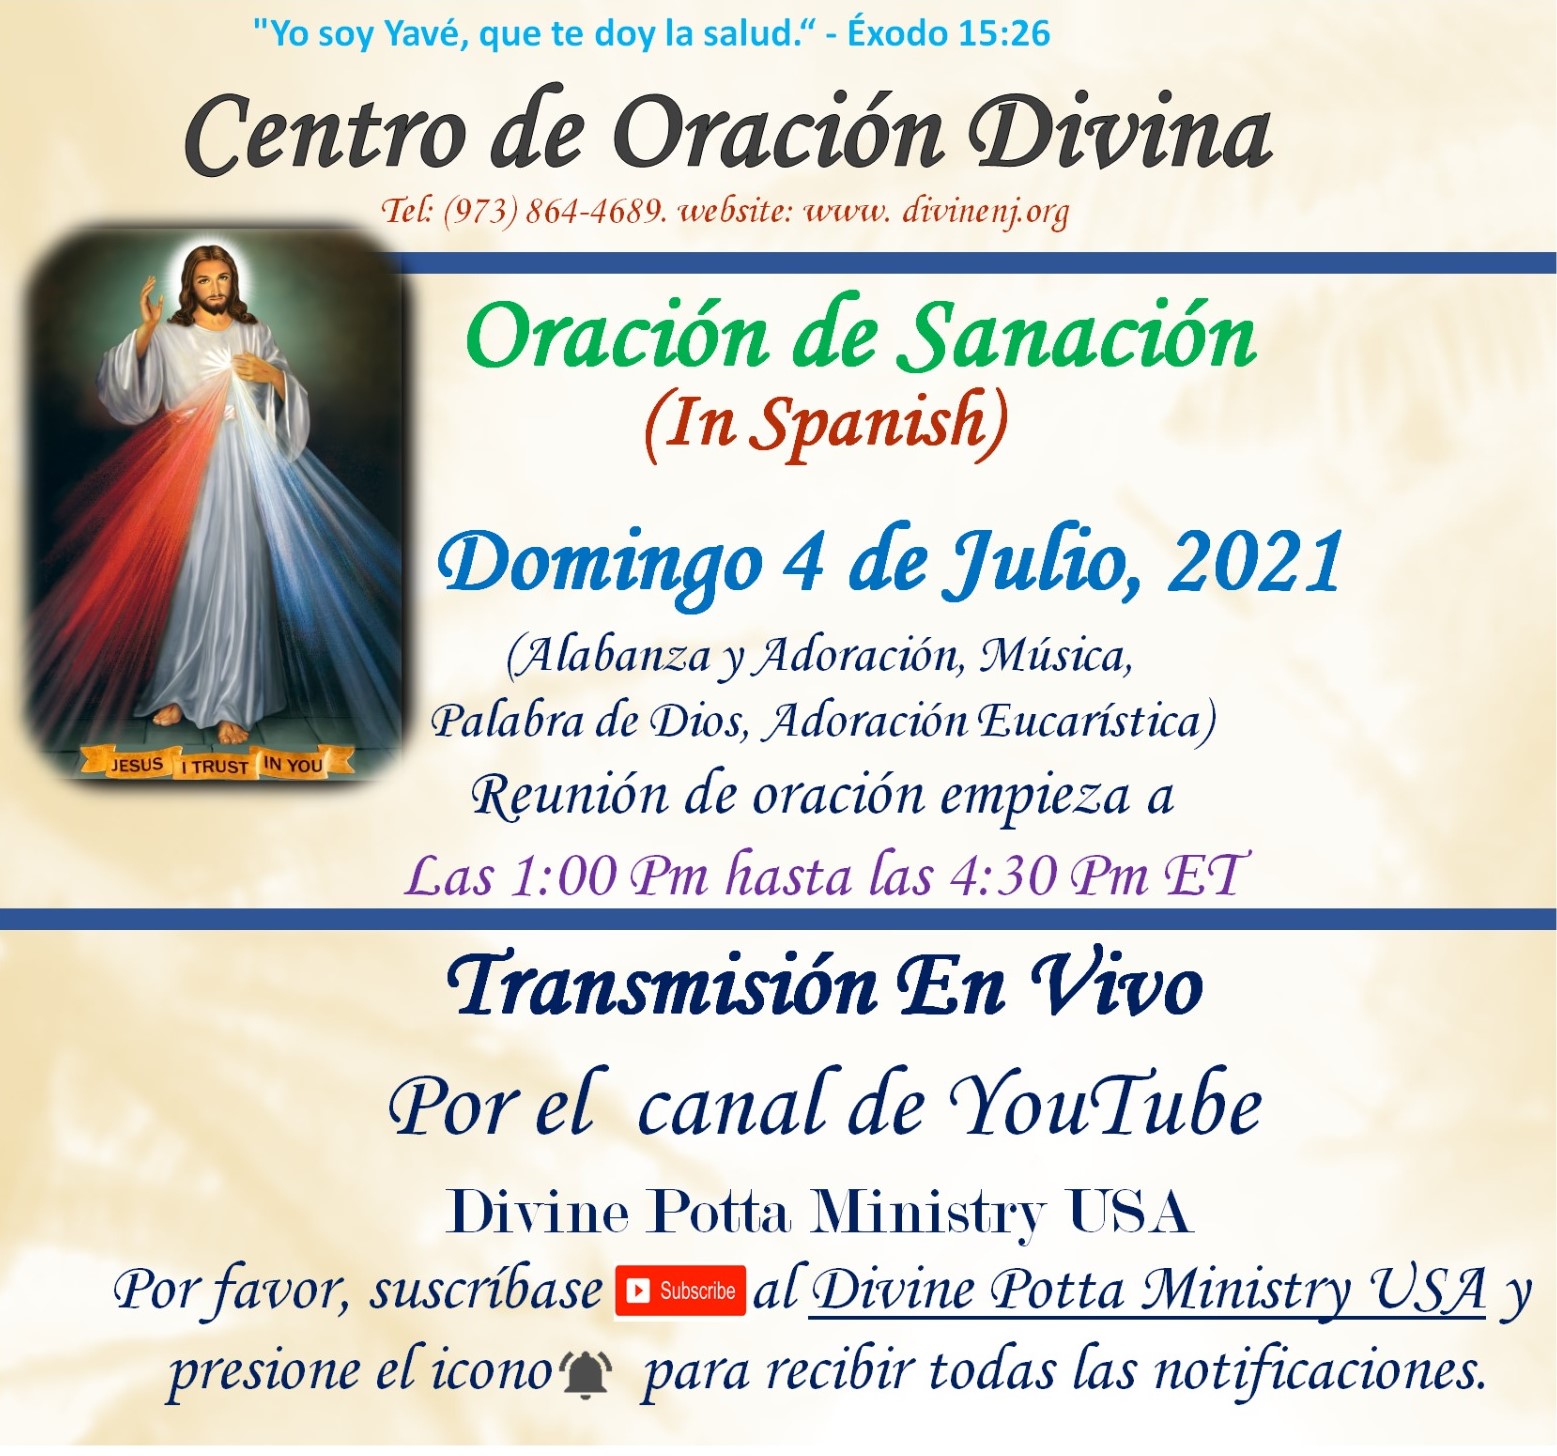 "Yo soy Yavé, que te doy la salud.“ - Éxodo 15:26
Centro de Oración Divina
Tel: (973) 864-4689. website: www. divinenj.org
Oración de Sanación
(In Spanish)
Domingo 4 de Julio, 2021
(Alabanza y Adoración, Música,
Palabra de Dios, Adoración Eucarística)
JESUS I TRUST IN YOU
Reunión de oración empieza a
Las 1:00 Pm hasta las 4:30 Pm ET
Transmisión En Vivo
Por el canal de YouTube
Divine Potta Ministry USA
Por favor, suscríbase Subscribe al Divine Potta Ministry USA y
presione el icono para recibir todas las notificaciones.